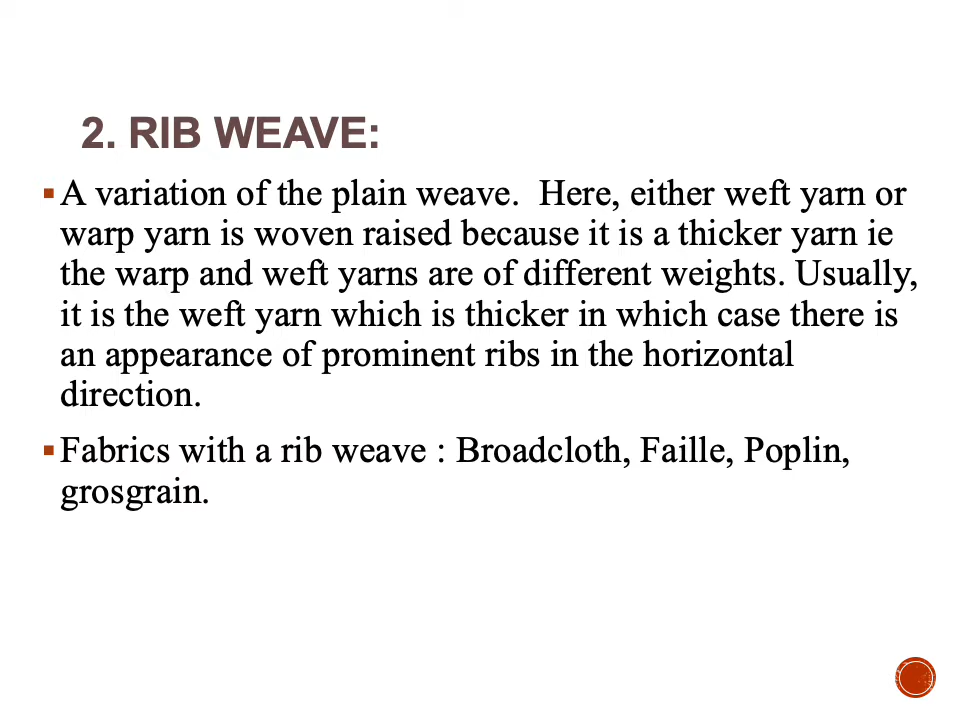 2. RIB WEAVE:
▪ A variation of the plain weave.  Here, either weft yarn or
warp yarn is woven raised because it is a thicker yarn ie
the warp and weft yarns are of different weights. Usually,
it is the weft yarn which is thicker in which case there is
an appearance of prominent ribs in the horizontal
direction.
▪ Fabrics with a rib weave : Broadcloth, Faille, Poplin,
grosgrain.